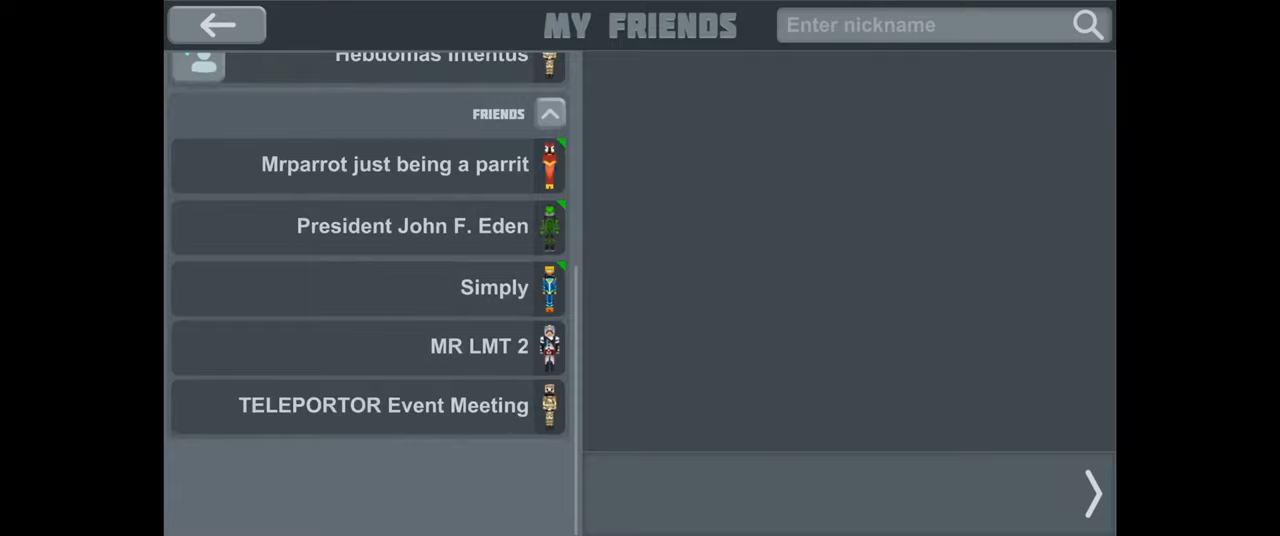 MY FRIENDS
Enter nickname
Hebdomas Intentus
FRIENDS
Mrparrot just being a parrit
President John F. Eden
Simply
MR LMT 2
TELEPORTOR Event Meeting